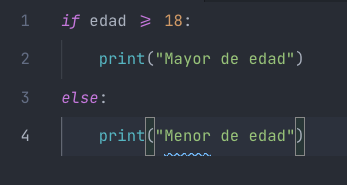 1 if edad ⩾ 18:
2 print("Mayor de edad")
3 else:
4 print("Menor de edad")